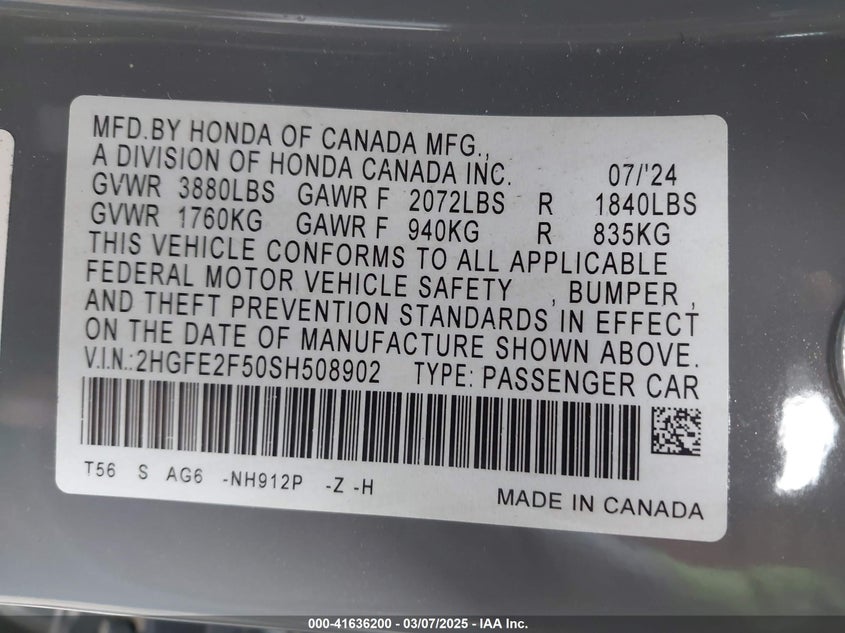 MFD.BY HONDA OF CANADA MFG.,
A DIVISION OF HONDA CANADA INC. 07/'24
GVWR 3880LBS GAWR F 2072LBS R 1840LBS
GVWR 1760KG GAWR F 940KG R 835KG
THIS VEHICLE CONFORMS TO ALL APPLICABLE
FEDERAL MOTOR VEHICLE SAFETY , BUMPER ,
AND THEFT PREVENTION STANDARDS IN EFFECT
ON THE DATE OF MANUFACTURE SHOWN ABOVE.
V.I.N.:2HGFE2F50SH508902 TYPE: PASSENGER CAR
T56 S AG6 -NH912P -Z -H
MADE IN CANADA
000-41636200 — 03/07/2025 — IAA Inc.